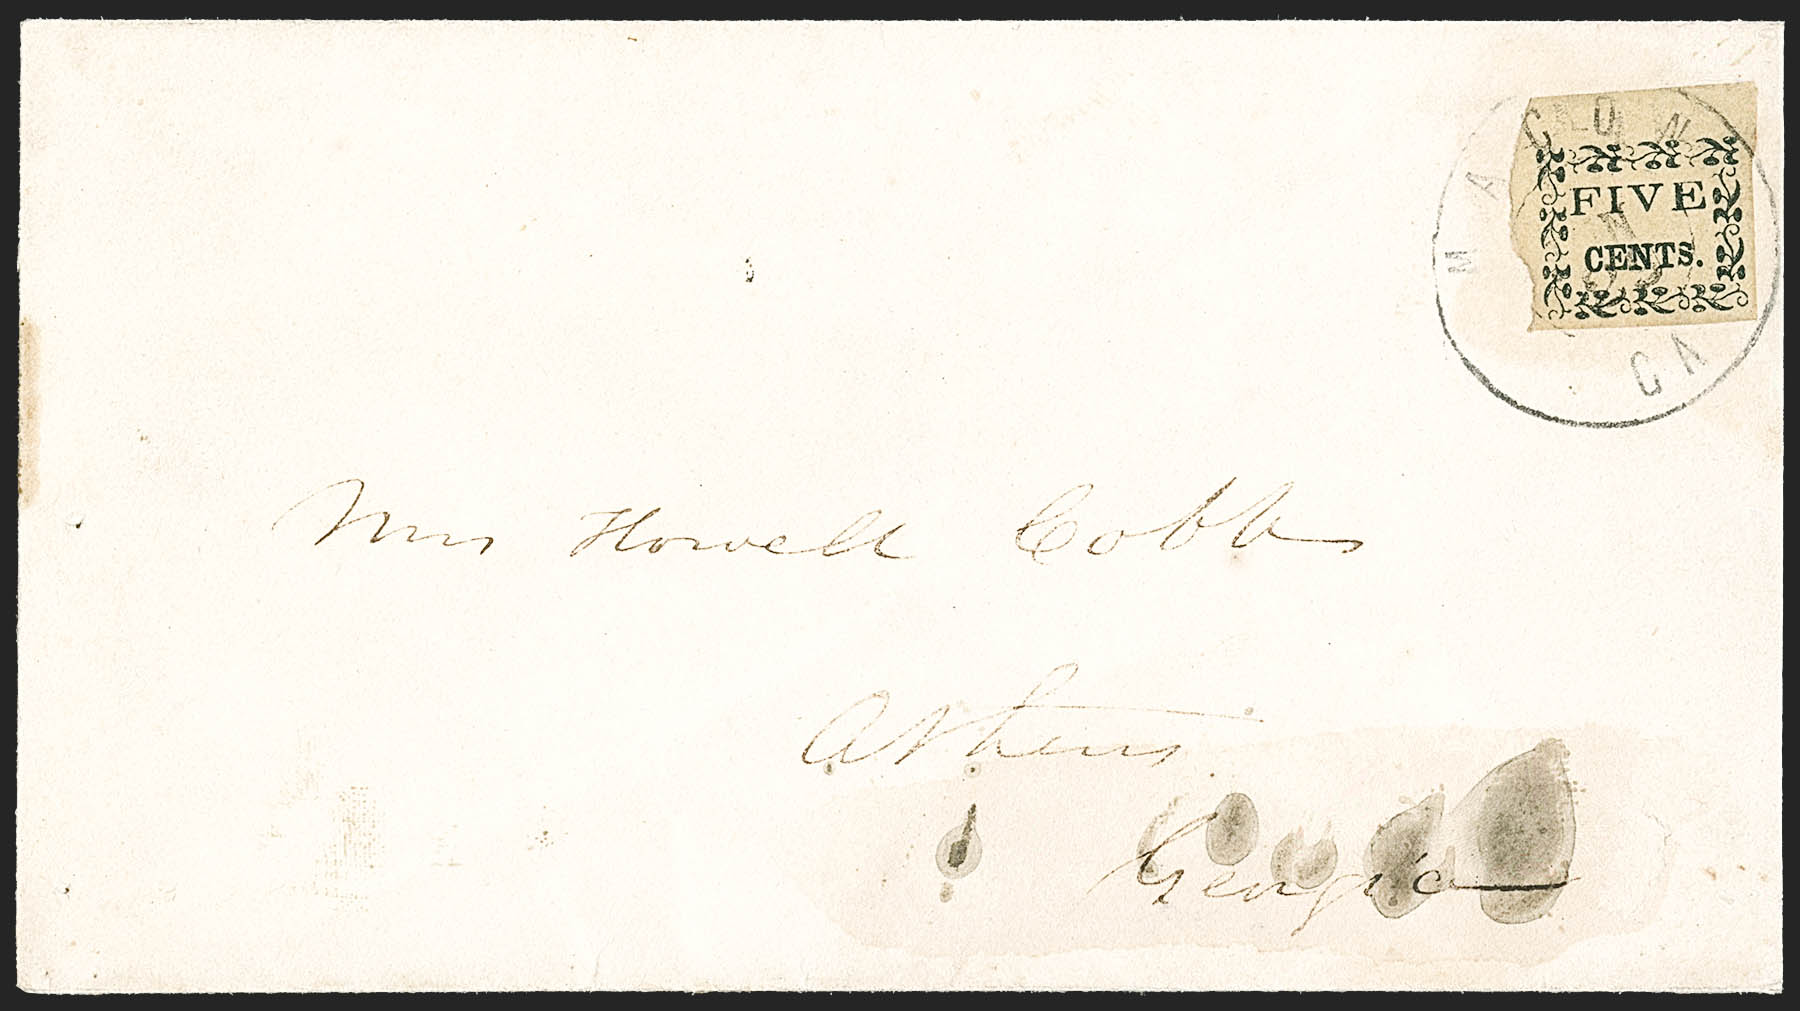 MACON
GA
FIVE
CENTS.
Mrs Howell Cobb
Athens
Georgia